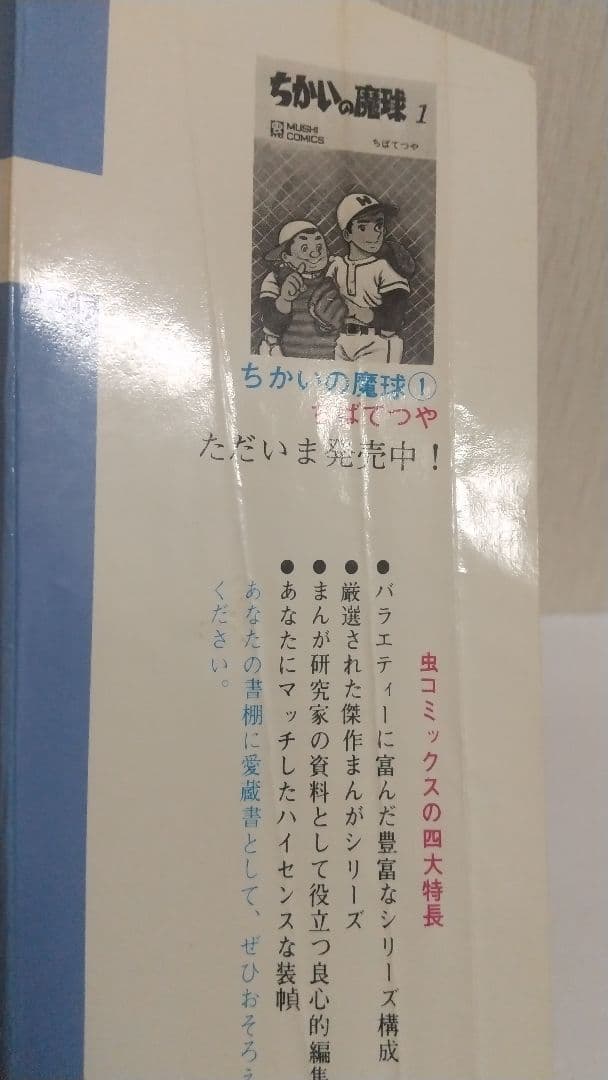 ちかいの魔球 1
MUSHI
COMICS
ちばてつや
ちかいの魔球①
ちばてつや
ただいま発売中！
虫コミックスの四大特長
●バラエティーに富んだ豊富なシリーズ構成
●厳選された傑作まんがシリーズ
●まんが研究家の資料として役立つ良心的編集
●あなたにマッチしたハイセンスな装幀
あなたの書棚に愛蔵書として、ぜひおそろえ
ください。